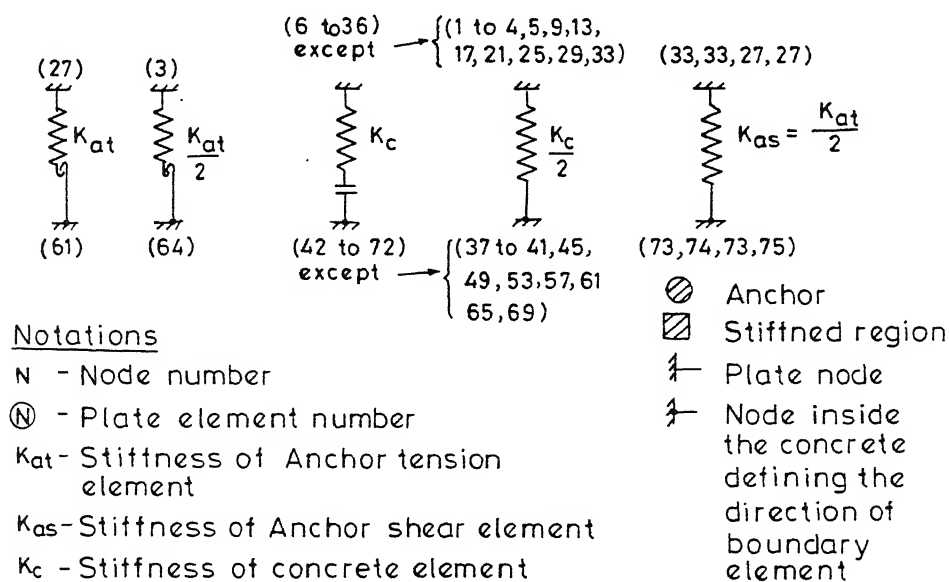 (27)
K_at
(61)
(3)
K_at
2
(64)
(6 to36)
except
K_c
(42 to 72)
except
(1 to 4,5,9,13,
17,21,25,29,33)
K_c
2
(37 to 41,45,
49,53,57,61
65,69)
(33,33,27,27)
K_as = K_at
2
(73,74,73,75)
Anchor
Stiffned region
Plate node
Node inside
the concrete
defining the
direction of
boundary
element
Notations
N - Node number
Ⓝ - Plate element number
K_at - Stiffness of Anchor tension
element
K_as - Stiffness of Anchor shear element
K_c - Stiffness of concrete element